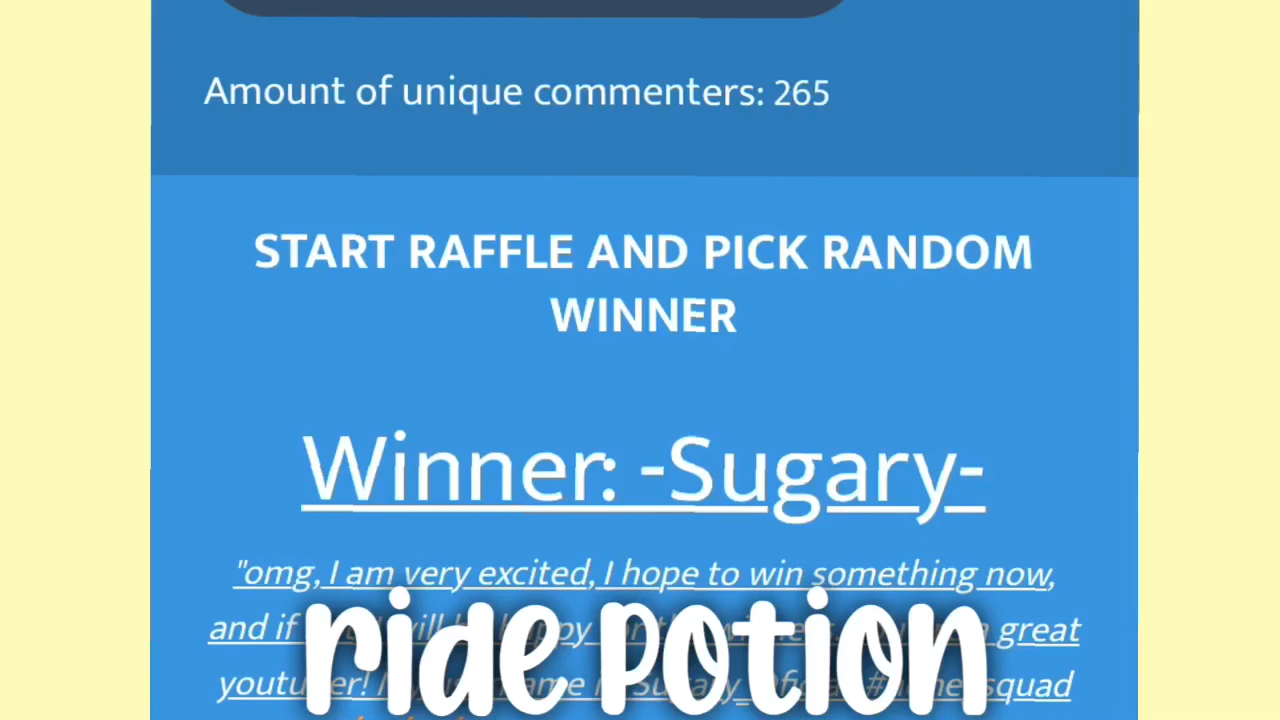 Amount of unique commenters: 265
START RAFFLE AND PICK RANDOM
WINNER
Winner: -Sugary-
"omg, I am very excited, I hope to win something now,
and if great
squad
ride potion